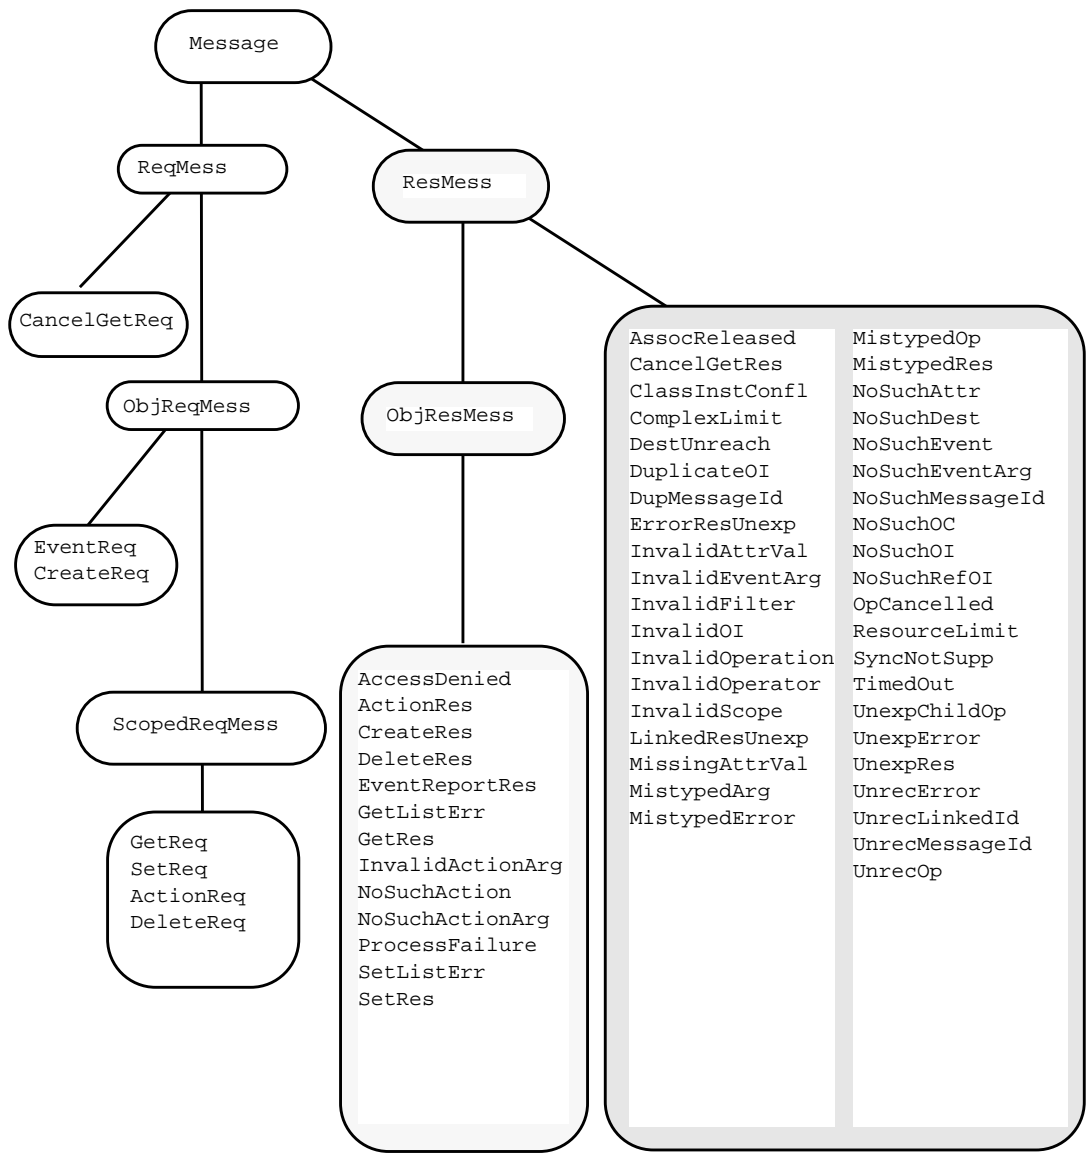 Message
ReqMess
ResMess
CancelGetReq
ObjReqMess
ObjResMess
EventReq
CreateReq
ScopedReqMess
GetReq
SetReq
ActionReq
DeleteReq
AccessDenied
ActionRes
CreateRes
DeleteRes
EventReportRes
GetListErr
GetRes
InvalidActionArg
NoSuchAction
NoSuchActionArg
ProcessFailure
SetListErr
SetRes
AssocReleased
CancelGetRes
ClassInstConfl
ComplexLimit
DestUnreach
DuplicateOI
DupMessageId
ErrorResUnexp
InvalidAttrVal
InvalidEventArg
InvalidFilter
InvalidOI
InvalidOperation
InvalidOperator
InvalidScope
LinkedResUnexp
MissingAttrVal
MistypedArg
MistypedError
MistypedOp
MistypedRes
NoSuchAttr
NoSuchDest
NoSuchEvent
NoSuchEventArg
NoSuchMessageId
NoSuchOC
NoSuchOI
NoSuchRefOI
OpCancelled
ResourceLimit
SyncNotSupp
TimedOut
UnexpChildOp
UnexpError
UnexpRes
UnrecError
UnrecLinkedId
UnrecMessageId
UnrecOp